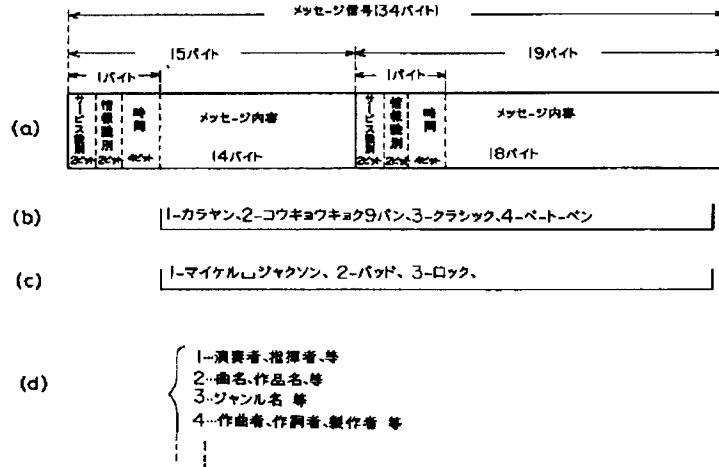 メッセージ信号(34バイト)
15バイト 19バイト
1バイト 1バイト
(a)
サービス識別 2ビット
情報識別 2ビット
時間 4ビット
メッセージ内容
14バイト
サービス識別 2ビット
情報識別 2ビット
時間 4ビット
メッセージ内容
18バイト
(b) 1-カラヤン、2-コウキョウキョク9バン、3-クラシック、4-ベートーベン
(c) 1-マイケル␣ジャクソン、2-バッド、3-ロック、
(d)
1…演奏者、指揮者、等
2…曲名、作品名、等
3…ジャンル名 等
4…作曲者、作詞者、製作者 等